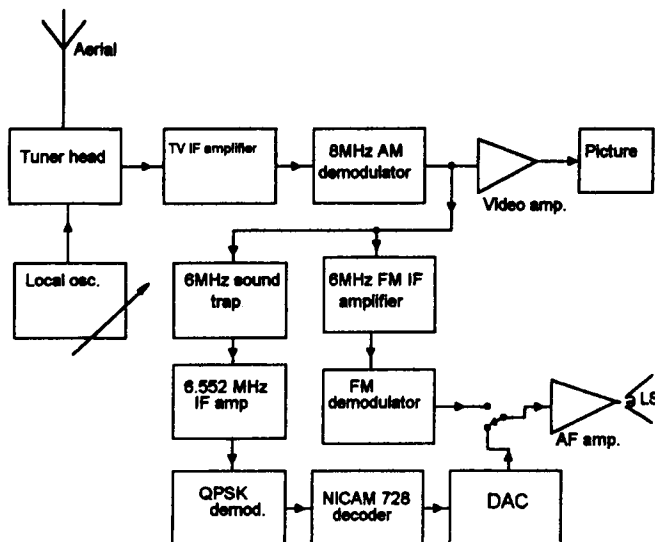 Aerial
Tuner head
TV IF amplifier
8MHz AM
demodulator
Video amp.
Picture
Local osc.
6MHz sound
trap
6MHz FM IF
amplifier
6.552 MHz
IF amp
FM
demodulator
AF amp.
LS
QPSK
demod.
NICAM 728
decoder
DAC